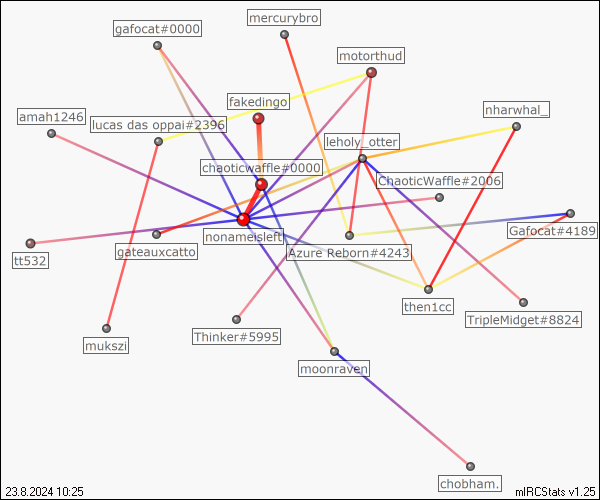 mercurybro
gafocat#0000
motorthud
fakedingo
nharwhal_
amah1246
lucas das oppai#2396
leholy_otter
chaoticwaffle#0000
ChaoticWaffle#2006
nonameisleft
Gafocat#4189
gateauxcatto
Azure Reborn#4243
tt532
then1cc
TripleMidget#8824
Thinker#5995
mukszi
moonraven
chobham.
23.8.2024 10:25
mIRCStats v1.25